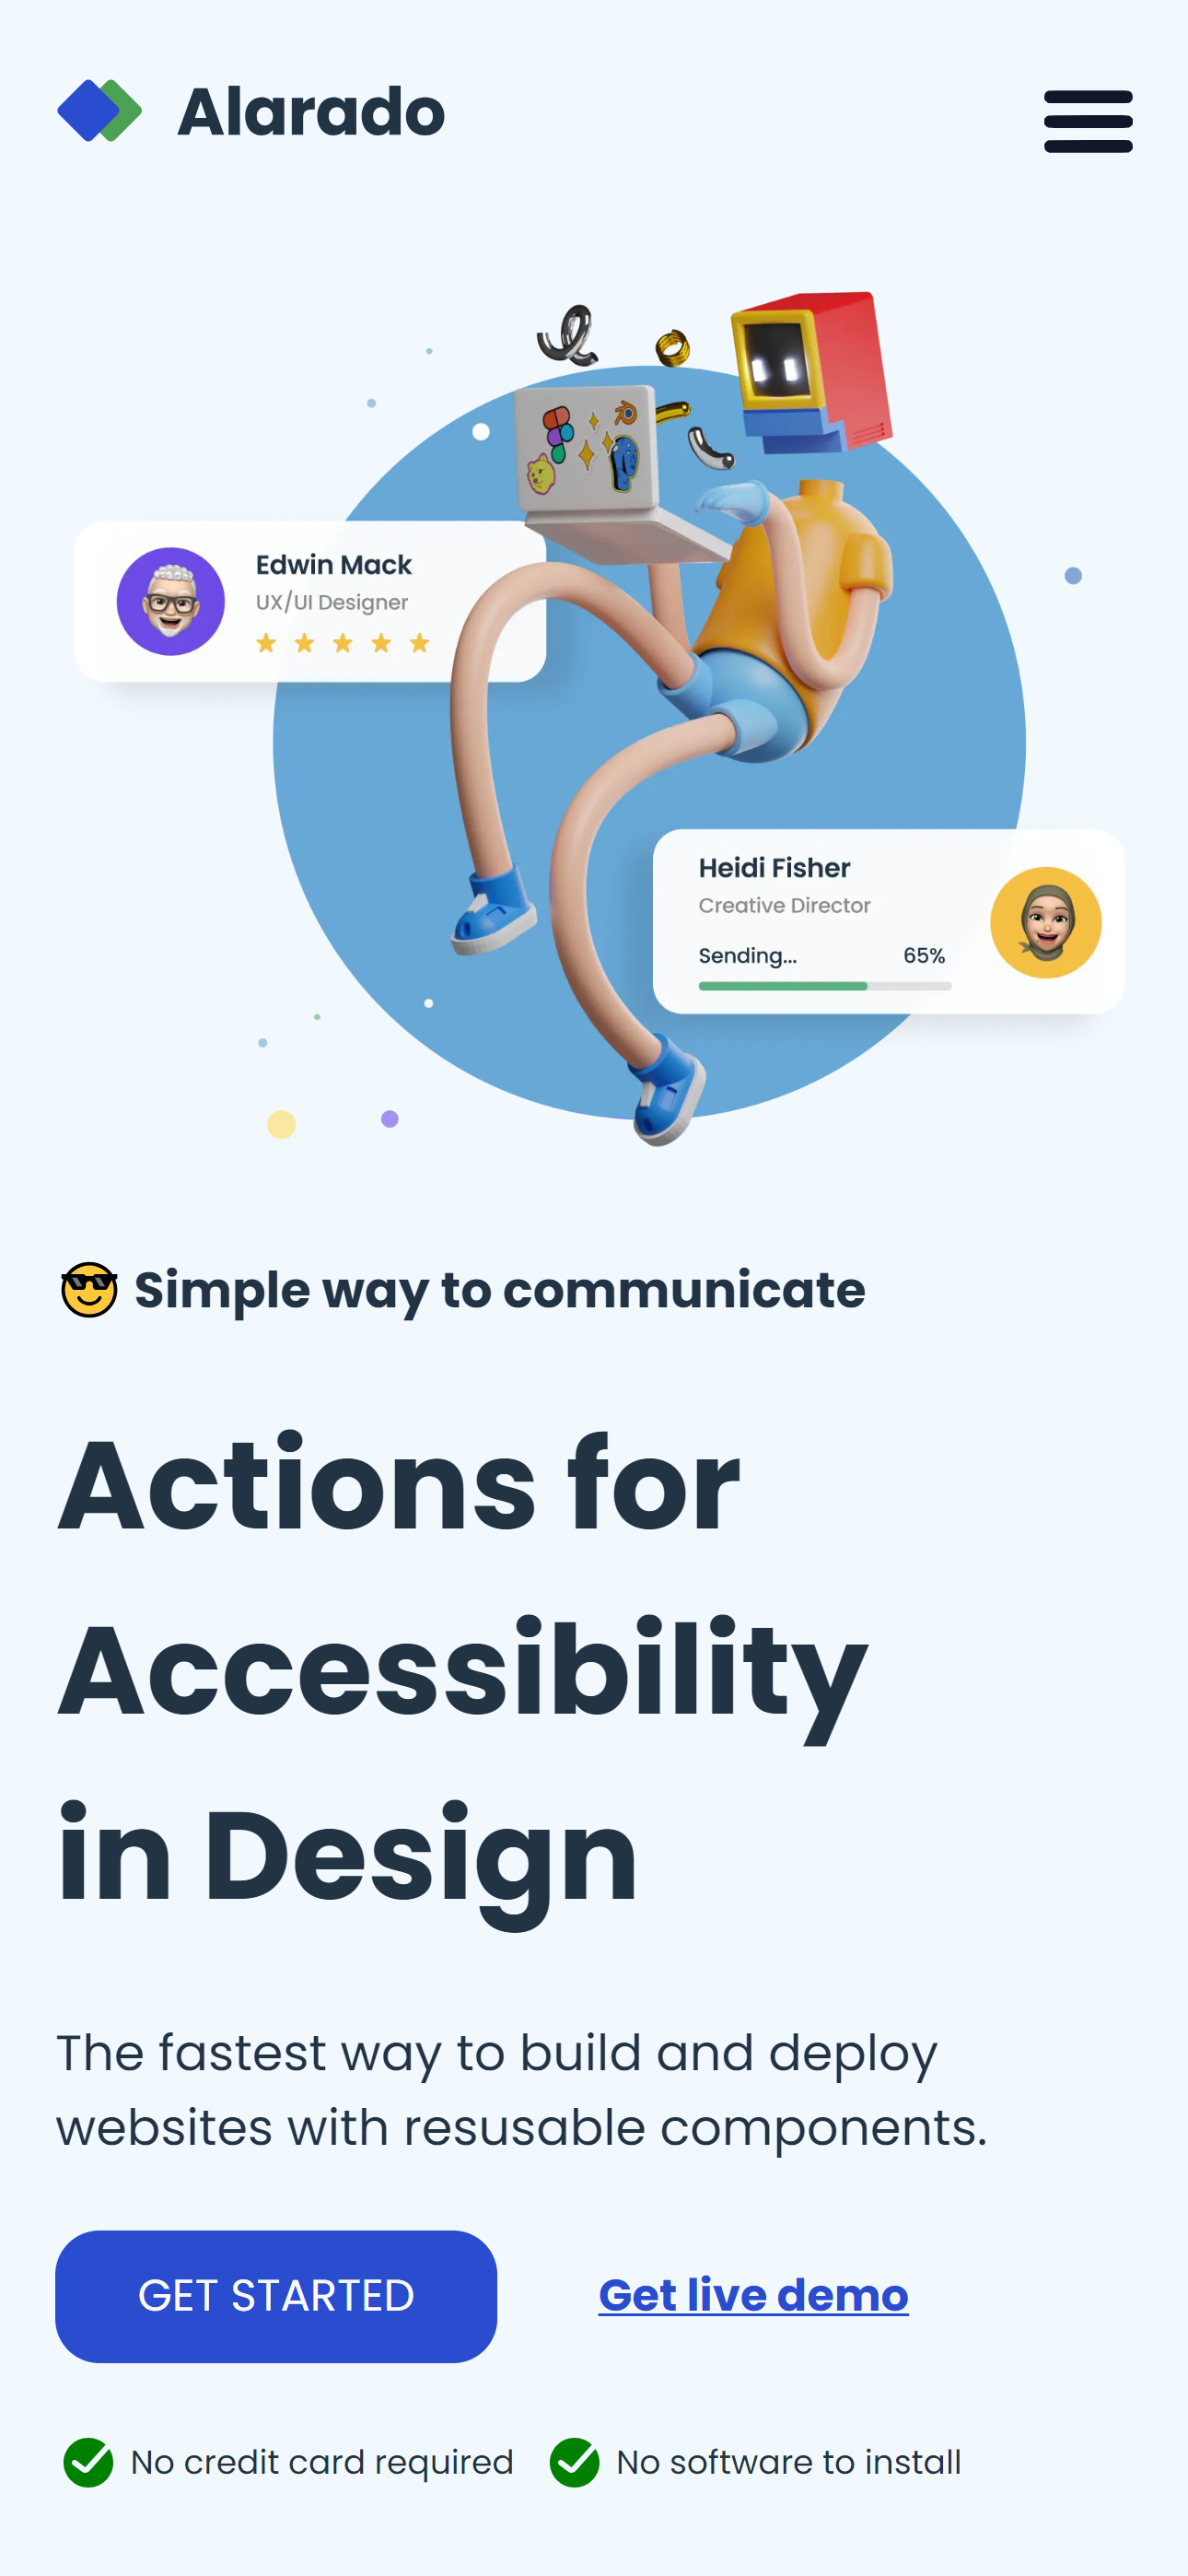 Alarado
Edwin Mack
UX/UI Designer
Heidi Fisher
Creative Director
Sending... 65%
😎 Simple way to communicate
Actions for
Accessibility
in Design
The fastest way to build and deploy
websites with resusable components.
GET STARTED Get live demo
No credit card required No software to install